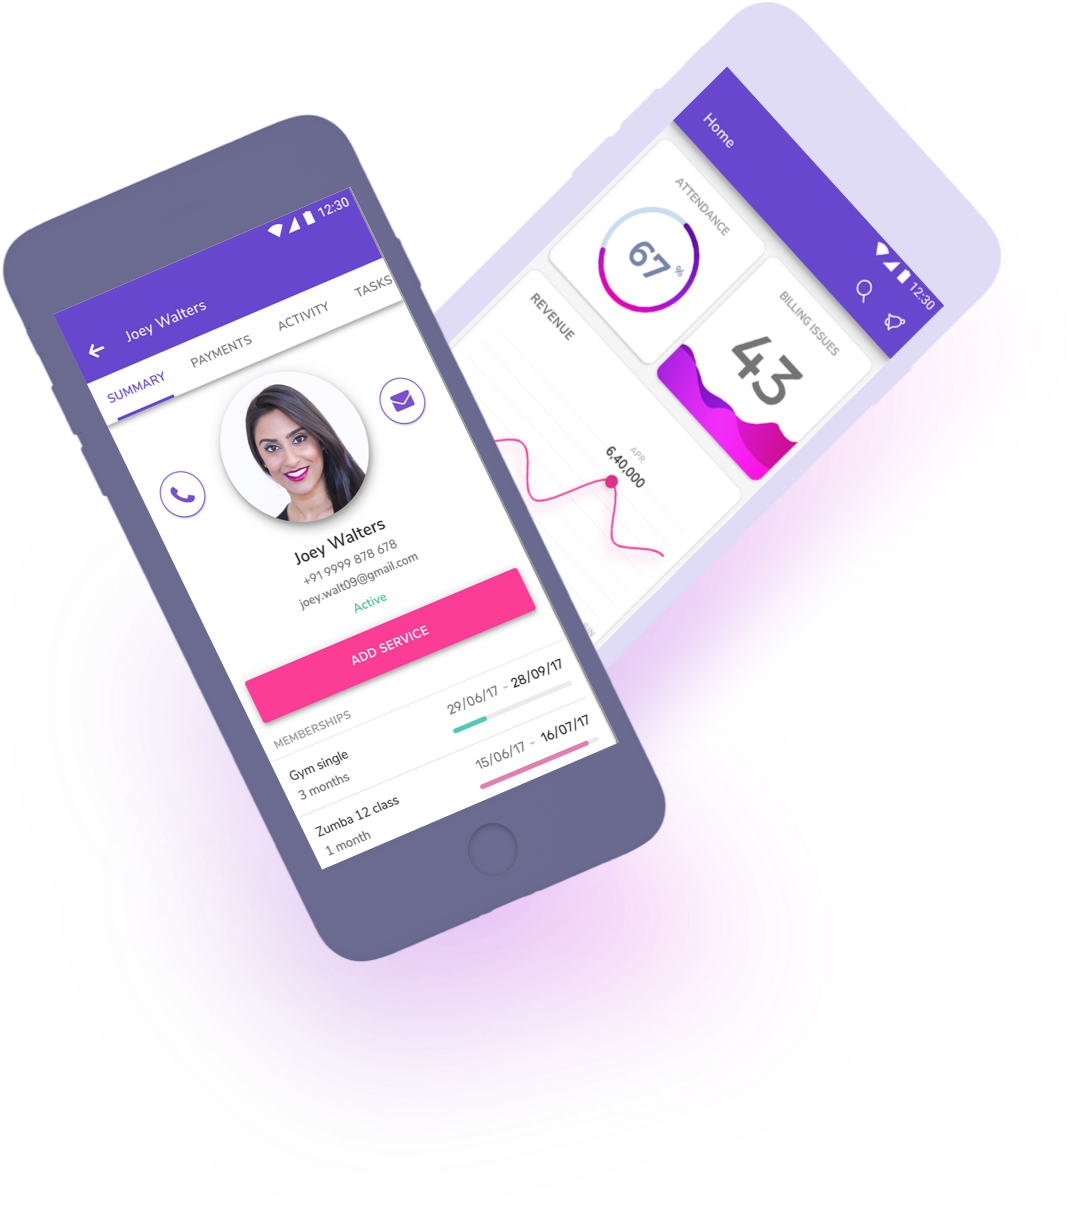 12:30
Joey Walters
SUMMARY PAYMENTS ACTIVITY TASKS
Joey Walters
+91 9999 878 678
joey.walt09@gmail.com
Active
ADD SERVICE
MEMBERSHIPS
Gym single 29/06/17 - 28/09/17
3 months
Zumba 12 class 15/06/17 - 16/07/17
1 month
12:30
Home
ATTENDANCE
67%
BILLING ISSUES
43
REVENUE
APR
6,40,000